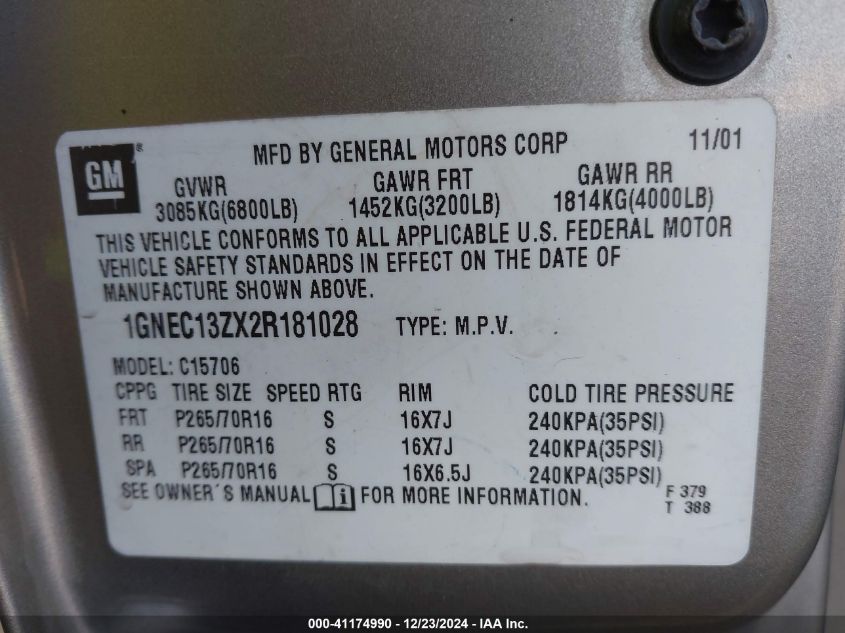 GM ®
MFD BY GENERAL MOTORS CORP 11/01
GVWR GAWR FRT GAWR RR
3085KG(6800LB) 1452KG(3200LB) 1814KG(4000LB)
THIS VEHICLE CONFORMS TO ALL APPLICABLE U.S. FEDERAL MOTOR
VEHICLE SAFETY STANDARDS IN EFFECT ON THE DATE OF
MANUFACTURE SHOWN ABOVE.
1GNEC13ZX2R181028 TYPE: M.P.V.
MODEL: C15706
CPPG TIRE SIZE SPEED RTG RIM COLD TIRE PRESSURE
FRT P265/70R16 S 16X7J 240KPA(35PSI)
RR P265/70R16 S 16X7J 240KPA(35PSI)
SPA P265/70R16 S 16X6.5J 240KPA(35PSI)
SEE OWNER´S MANUAL i FOR MORE INFORMATION.
F 379
T 388
000-41174990 - 12/23/2024 - IAA Inc.